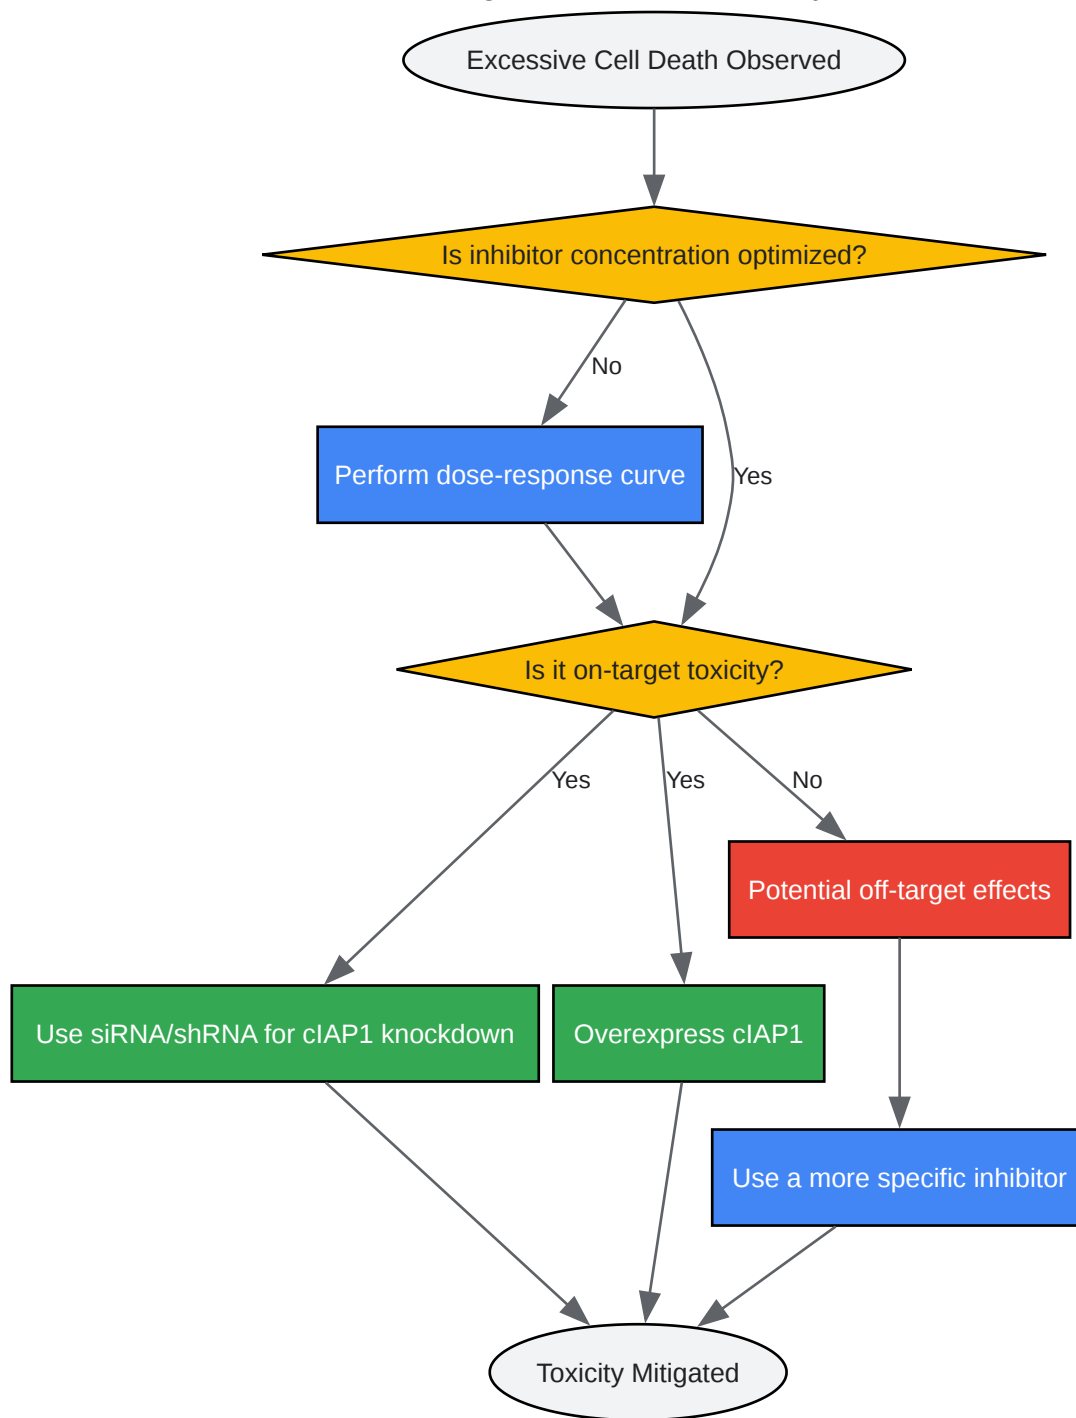 Excessive Cell Death Observed
Is inhibitor concentration optimized?
No
Perform dose-response curve
Yes
Is it on-target toxicity?
Yes
Yes
No
Potential off-target effects
Use siRNA/shRNA for cIAP1 knockdown
Overexpress cIAP1
Use a more specific inhibitor
Toxicity Mitigated